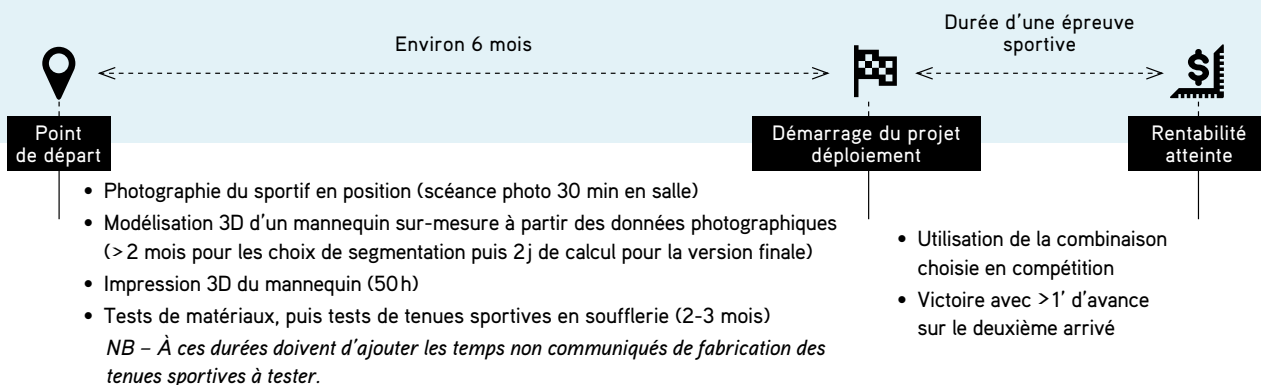 Environ 6 mois
Durée d’une épreuve
sportive
$
Point
de départ
Démarrage du projet
déploiement
Rentabilité
atteinte
• Photographie du sportif en position (scéance photo 30 min en salle)
• Modélisation 3D d’un mannequin sur-mesure à partir des données photographiques
(> 2 mois pour les choix de segmentation puis 2 j de calcul pour la version finale)
• Impression 3D du mannequin (50 h)
• Tests de matériaux, puis tests de tenues sportives en soufflerie (2-3 mois)
NB – À ces durées doivent d’ajouter les temps non communiqués de fabrication des
tenues sportives à tester.
• Utilisation de la combinaison
choisie en compétition
• Victoire avec > 1’ d’avance
sur le deuxième arrivé